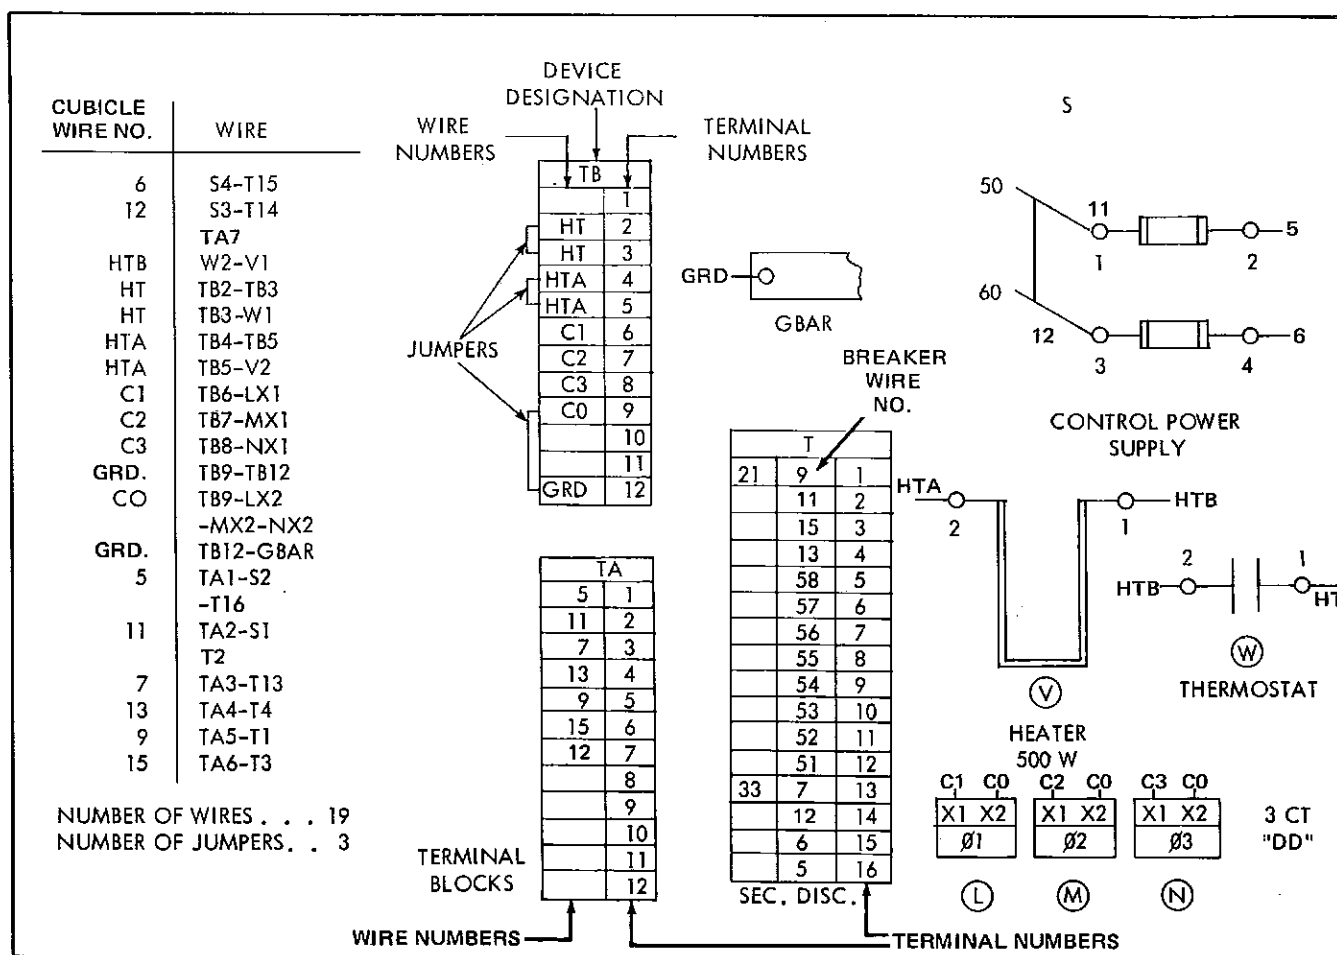 CUBICLE
WIRE NO. WIRE
6 S4-T15
12 S3-T14
TA7
HTB W2-V1
HT TB2-TB3
HT TB3-W1
HTA TB4-TB5
HTA TB5-V2
C1 TB6-LX1
C2 TB7-MX1
C3 TB8-NX1
GRD. TB9-TB12
CO TB9-LX2
-MX2-NX2
GRD. TB12-GBAR
5 TA1-S2
-T16
11 TA2-S1
T2
7 TA3-T13
13 TA4-T4
9 TA5-T1
15 TA6-T3
NUMBER OF WIRES . . . 19
NUMBER OF JUMPERS. . 3
DEVICE
DESIGNATION
WIRE
NUMBERS
TERMINAL
NUMBERS
TB
1
HT 2
HT 3
HTA 4
HTA 5
C1 6
C2 7
C3 8
C0 9
10
11
GRD 12
JUMPERS
TA
5 1
11 2
7 3
13 4
9 5
15 6
12 7
8
9
10
11
12
TERMINAL
BLOCKS
WIRE NUMBERS
GRD
GBAR
BREAKER
WIRE
NO.
T
21 9 1
11 2
15 3
13 4
58 5
57 6
56 7
55 8
54 9
53 10
52 11
51 12
33 7 13
12 14
6 15
5 16
SEC. DISC.
TERMINAL NUMBERS
S
50
11
1 2
5
60
12
3 4
6
CONTROL POWER
SUPPLY
HTA
2
1
HTB
V
HEATER
500 W
2 1
HTB
HT
W
THERMOSTAT
C1 C0 C2 C0 C3 C0
X1 X2 X1 X2 X1 X2
Ø1 Ø2 Ø3
L M N
3 CT
"DD"